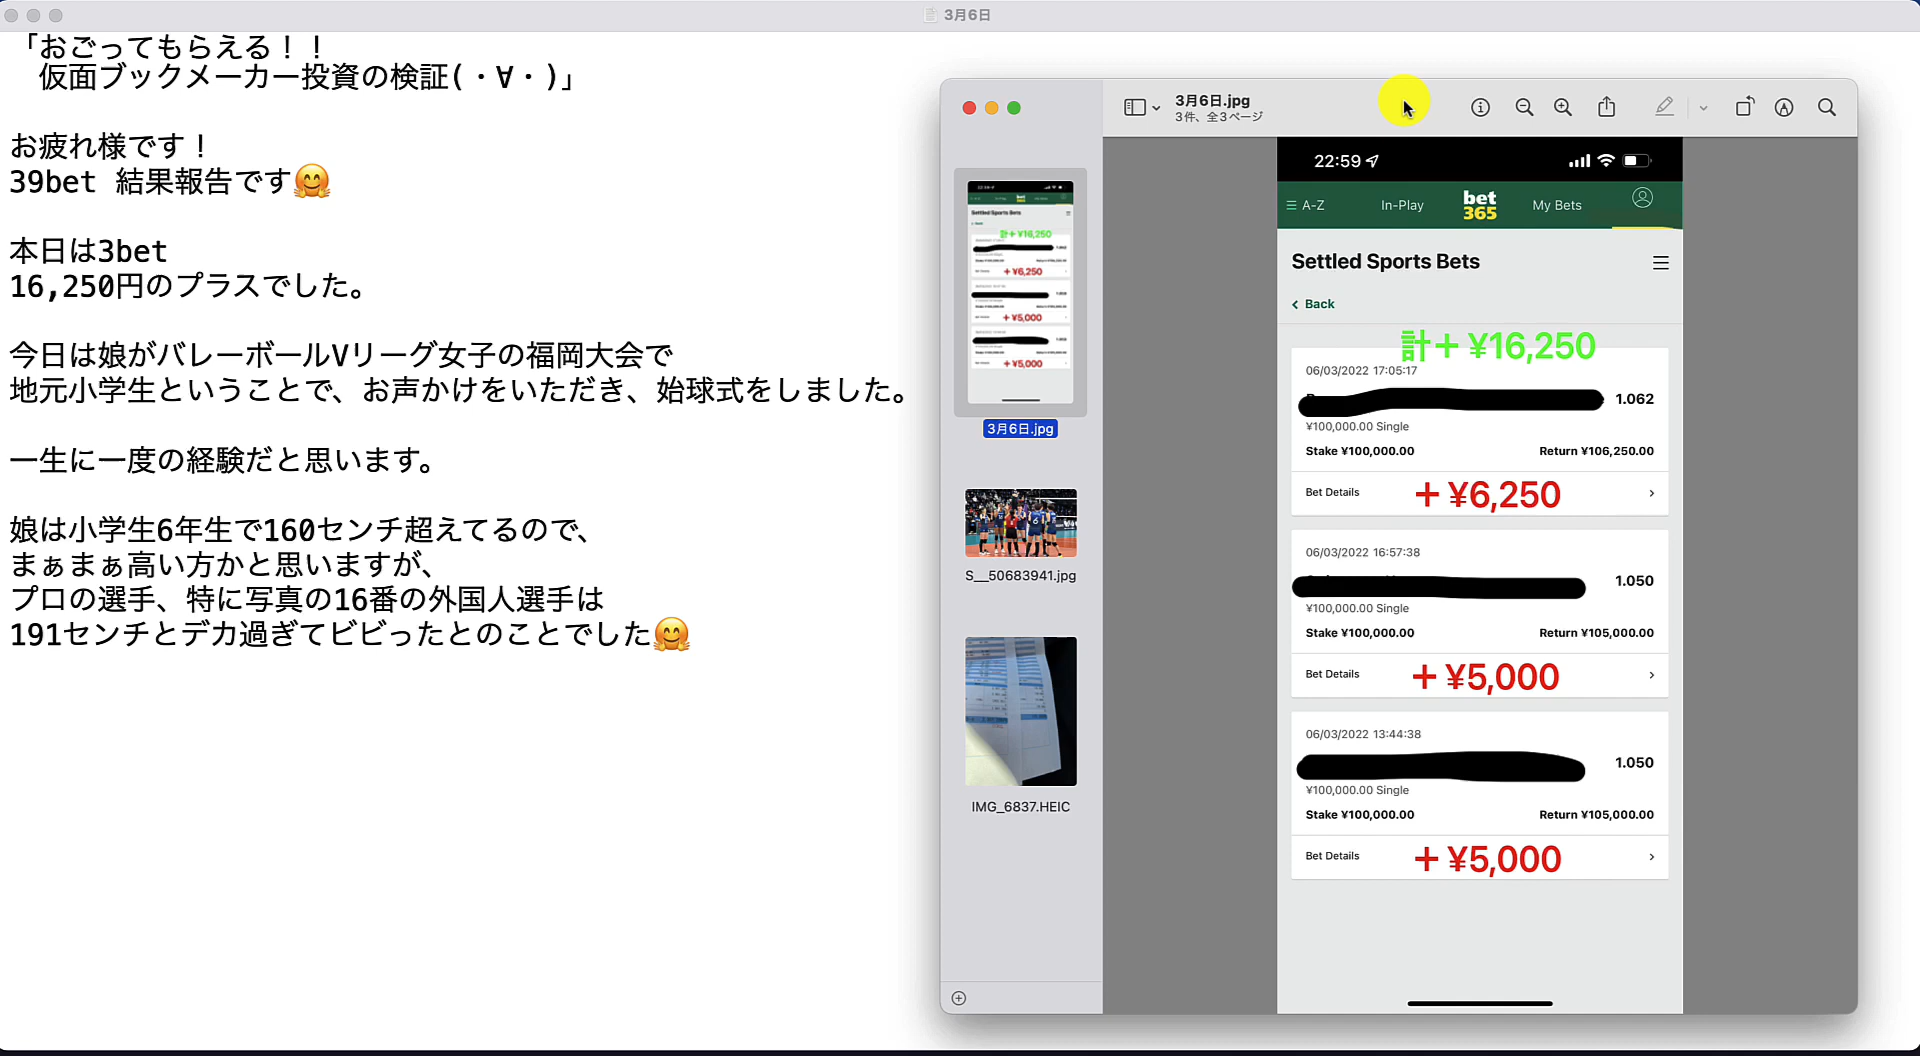 3月6日
「おごってもらえる！！
仮面ブックメーカー投資の検証(・∀・)」
お疲れ様です！
39bet 結果報告です🤗
本日は3bet
16,250円のプラスでした。
今日は娘がバレーボールVリーグ女子の福岡大会で
地元小学生ということで、お声かけをいただき、始球式をしました。
一生に一度の経験だと思います。
娘は小学生6年生で160センチ超えてるので、
まぁまぁ高い方かと思いますが、
プロの選手、特に写真の16番の外国人選手は
191センチとデカ過ぎてビビったとのことでした🤗
3月6日.jpg
3件、全3ページ
3月6日.jpg
S__50683941.jpg
IMG_6837.HEIC
22:59
A-Z In-Play bet365 My Bets
Settled Sports Bets
Back
計＋¥16,250
06/03/2022 17:05:17
1.062
¥100,000.00 Single
Stake ¥100,000.00 Return ¥106,250.00
Bet Details ＋¥6,250
06/03/2022 16:57:38
1.050
¥100,000.00 Single
Stake ¥100,000.00 Return ¥105,000.00
Bet Details ＋¥5,000
06/03/2022 13:44:38
1.050
¥100,000.00 Single
Stake ¥100,000.00 Return ¥105,000.00
Bet Details ＋¥5,000